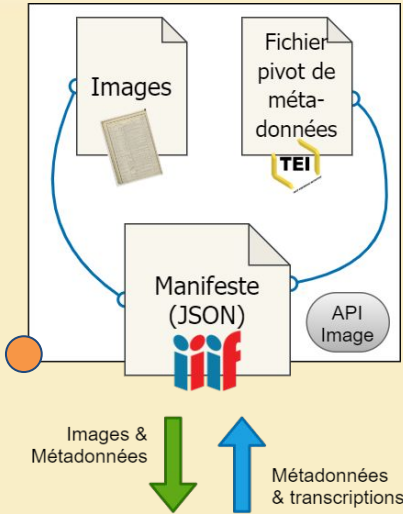 Images
Fichier
pivot de
méta-
données
TEI
Manifeste
(JSON)
iiif
API
Image
Images &
Métadonnées
Métadonnées
& transcriptions